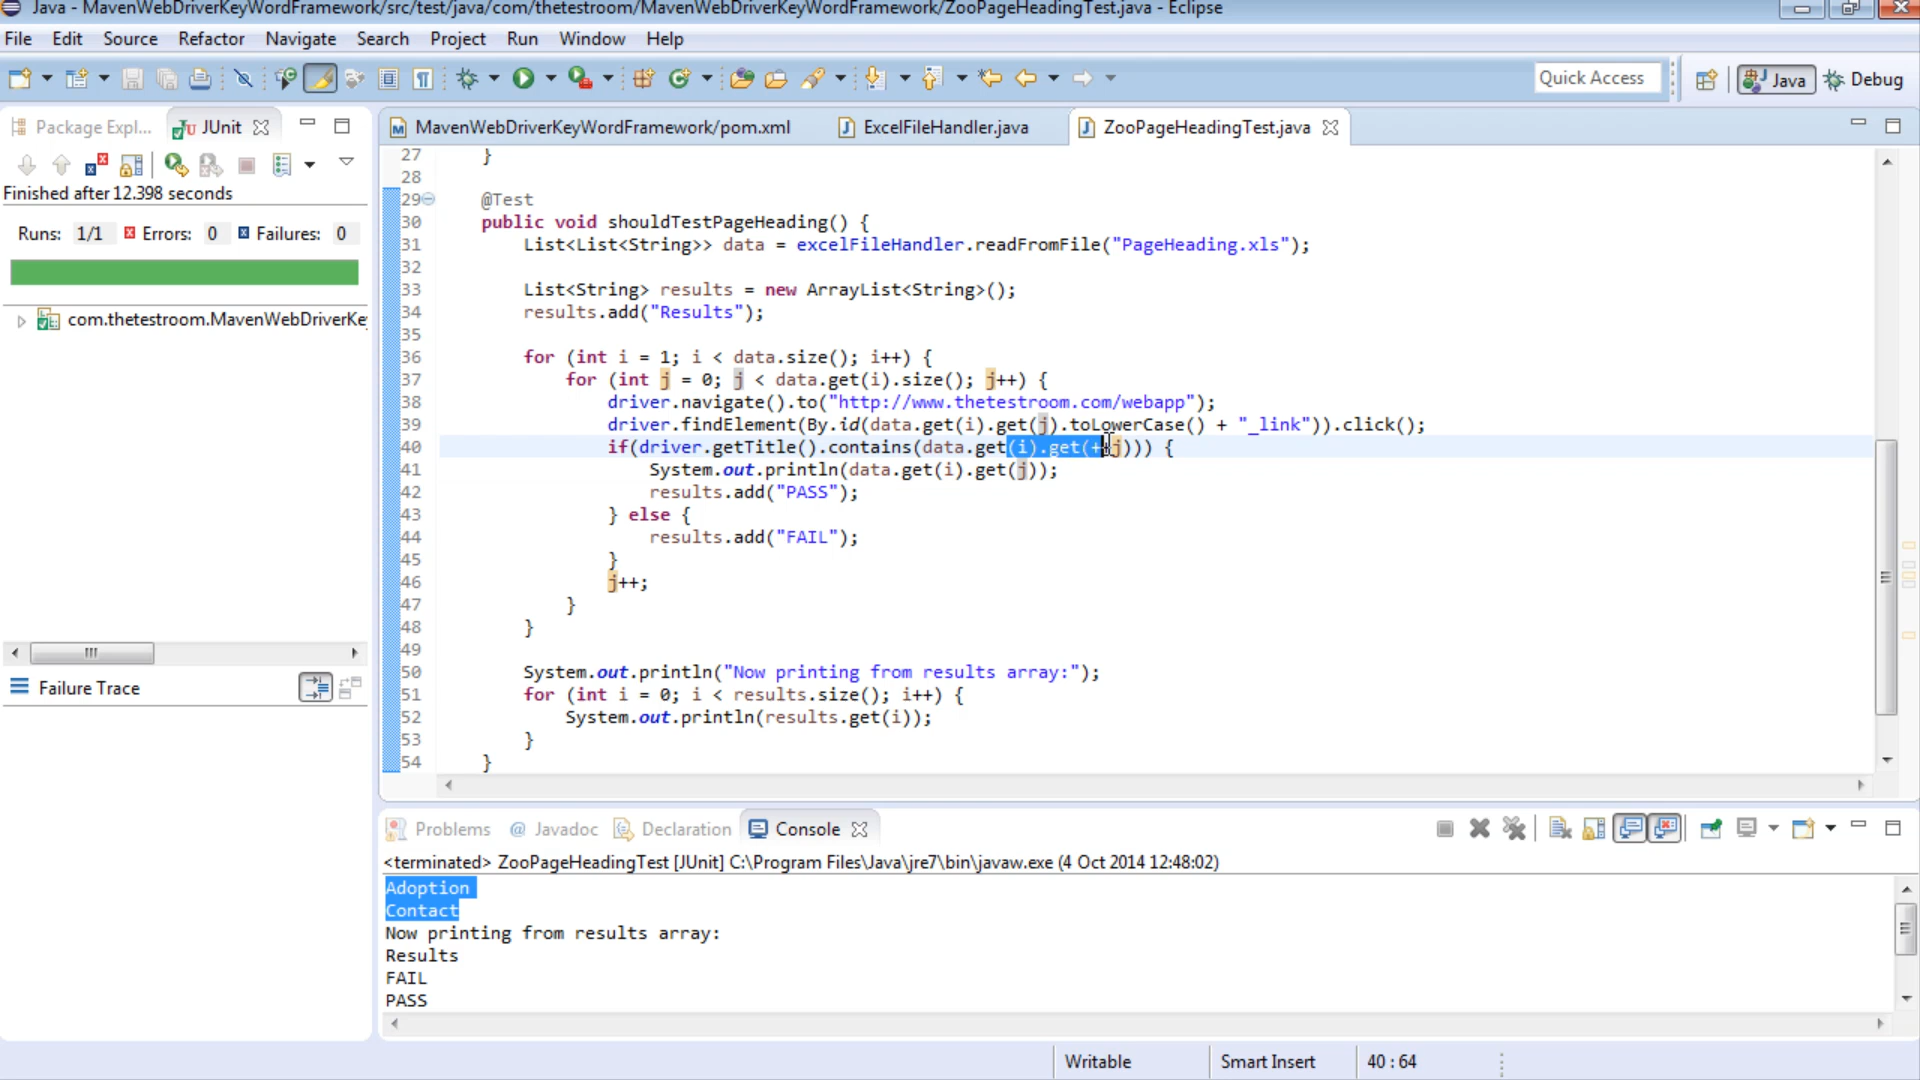 Java - MavenWebDriverKeyWordFramework/src/test/java/com/thetestroom/MavenWebDriverKeyWordFramework/ZooPageHeadingTest.java - Eclipse
File Edit Source Refactor Navigate Search Project Run Window Help
Quick Access
Java
Debug
Package Expl...
JUnit
MavenWebDriverKeyWordFramework/pom.xml
ExcelFileHandler.java
ZooPageHeadingTest.java
Finished after 12.398 seconds
Runs: 1/1 Errors: 0 Failures: 0
com.thetestroom.MavenWebDriverKe
Failure Trace
27 }
28
29 @Test
30 public void shouldTestPageHeading() {
31 List<List<String>> data = excelFileHandler.readFromFile("PageHeading.xls");
32
33 List<String> results = new ArrayList<String>();
34 results.add("Results");
35
36 for (int i = 1; i < data.size(); i++) {
37 for (int j = 0; j < data.get(i).size(); j++) {
38 driver.navigate().to("http://www.thetestroom.com/webapp");
39 driver.findElement(By.id(data.get(i).get(j).toLowerCase() + "_link")).click();
40 if(driver.getTitle().contains(data.get(i).get(++j))) {
41 System.out.println(data.get(i).get(j));
42 results.add("PASS");
43 } else {
44 results.add("FAIL");
45 }
46 j++;
47 }
48 }
49
50 System.out.println("Now printing from results array:");
51 for (int i = 0; i < results.size(); i++) {
52 System.out.println(results.get(i));
53 }
54 }
Problems @ Javadoc Declaration Console
<terminated> ZooPageHeadingTest [JUnit] C:\Program Files\Java\jre7\bin\javaw.exe (4 Oct 2014 12:48:02)
Adoption
Contact
Now printing from results array:
Results
FAIL
PASS
Writable Smart Insert 40 : 64